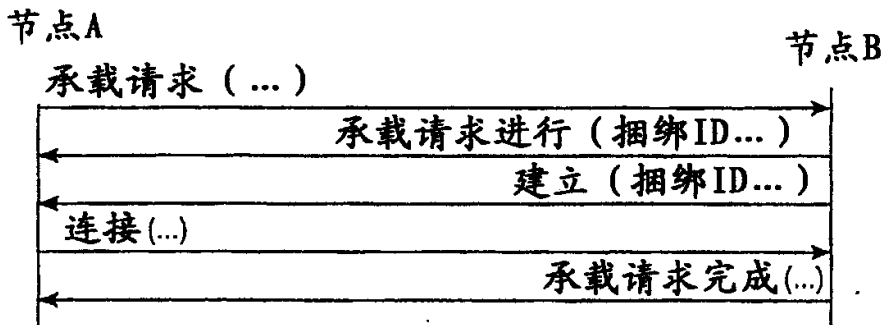 节点A
节点B
承载请求（...）
承载请求进行（捆绑ID...）
建立（捆绑ID...）
连接(...)
承载请求完成(...)